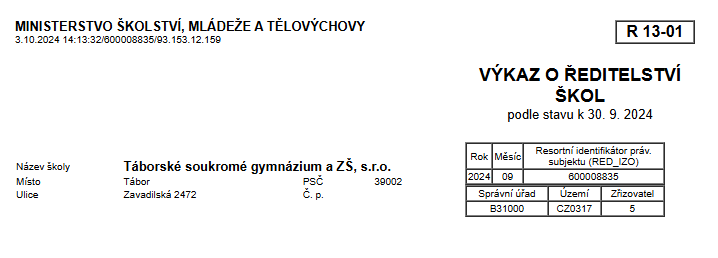 MINISTERSTVO ŠKOLSTVÍ, MLÁDEŽE A TĚLOVÝCHOVY
3.10.2024 14:13:32/600008835/93.153.12.159
R 13-01
VÝKAZ O ŘEDITELSTVÍ
ŠKOL
podle stavu k 30. 9. 2024
Rok Měsíc Resortní identifikátor práv. subjektu (RED_IZO)
2024 09 600008835
Správní úřad Území Zřizovatel
B31000 CZ0317 5
Název školy Táborské soukromé gymnázium a ZŠ, s.r.o.
Místo Tábor PSČ 39002
Ulice Zavadilská 2472 Č. p.